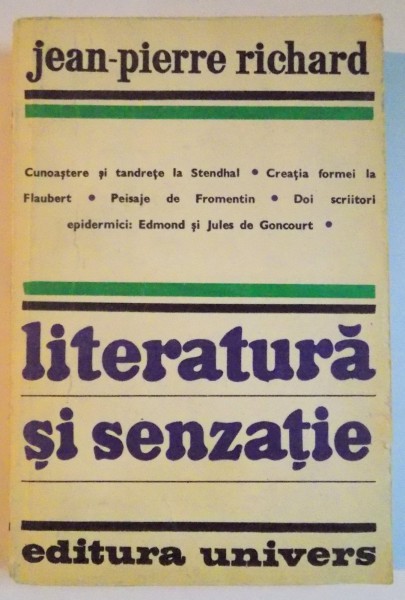 jean-pierre richard
Cunoaștere și tandrețe la Stendhal • Creația formei la
Flaubert • Peisaje de Fromentin • Doi scriitori
epidermici: Edmond și Jules de Goncourt •
literatură
și senzație
editura univers